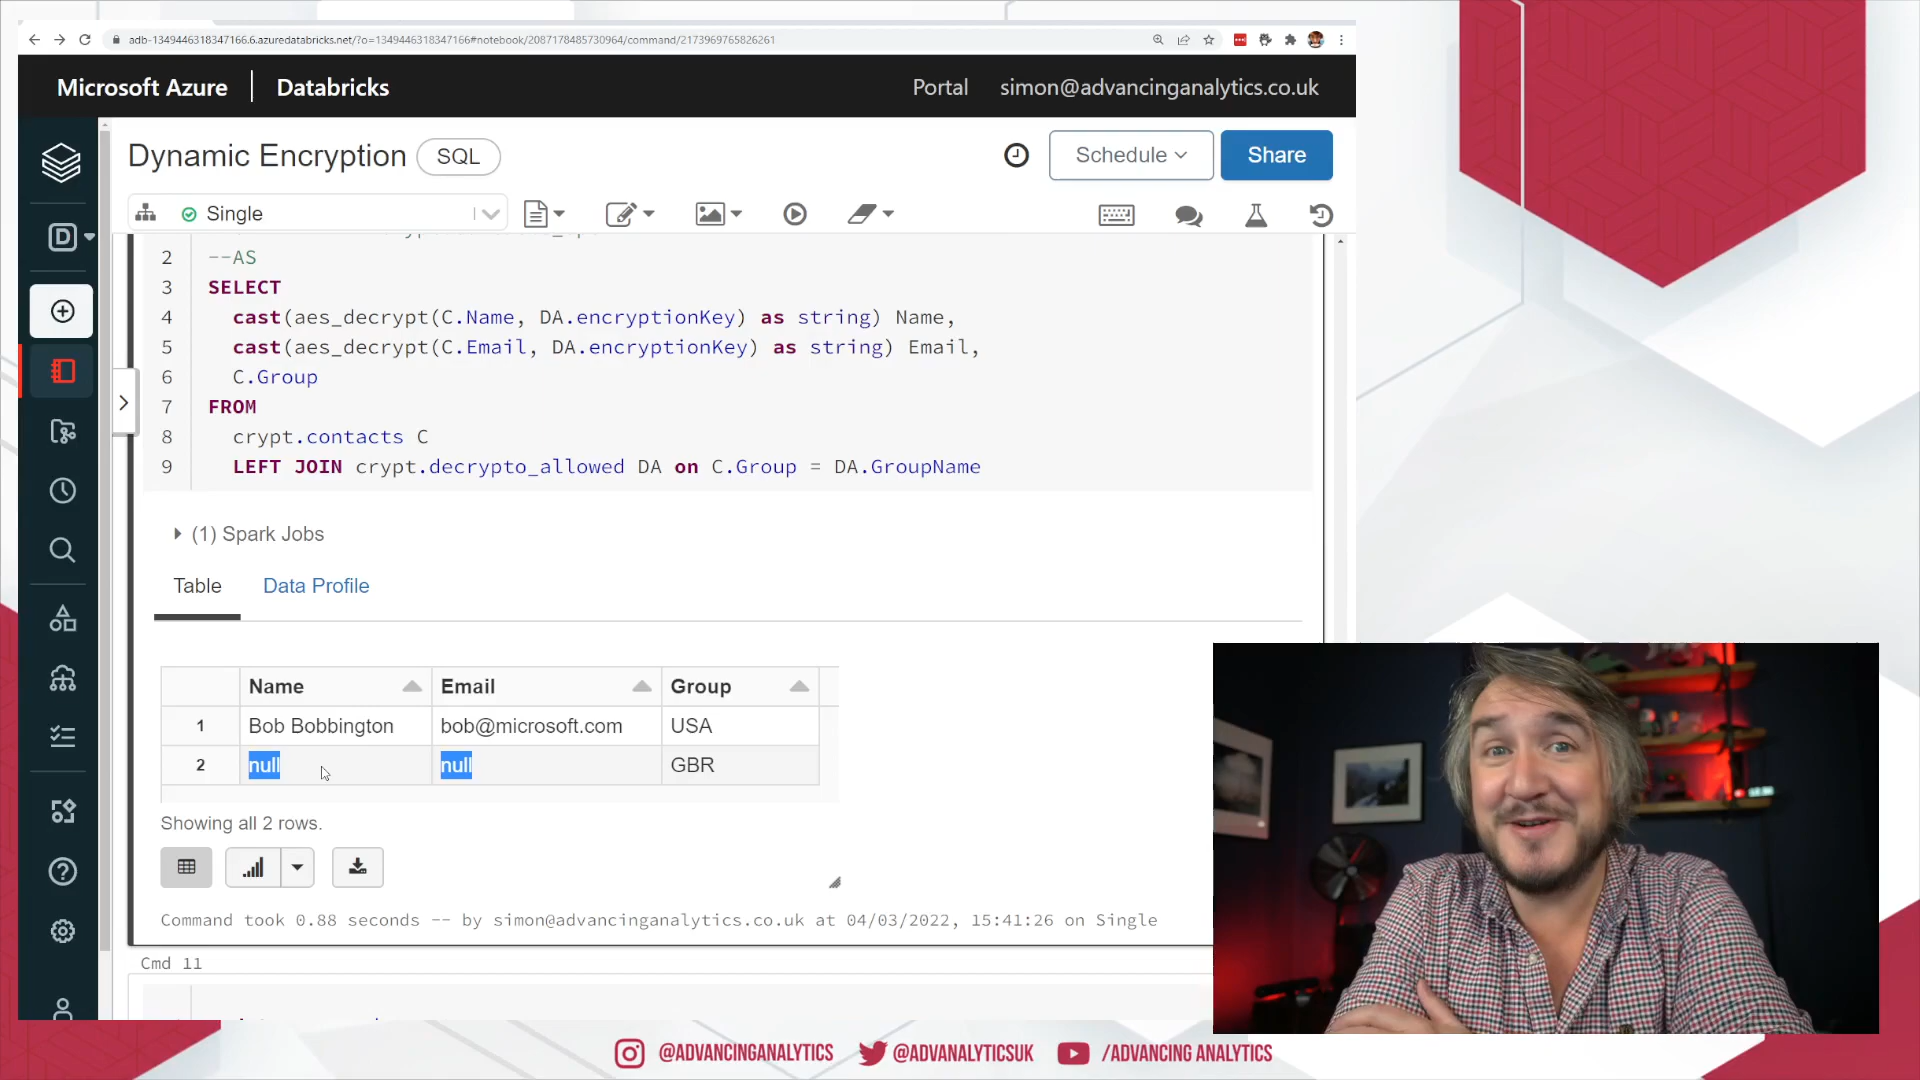 adb-1349446318347166.6.azuredatabricks.net/?o=1349446318347166#notebook/2087178485730964/command/2173969765826261
Microsoft Azure
Databricks
Portal
simon@advancinganalytics.co.uk
Dynamic Encryption
SQL
Schedule
Share
Single
D
2 --AS
3 SELECT
4 cast(aes_decrypt(C.Name, DA.encryptionKey) as string) Name,
5 cast(aes_decrypt(C.Email, DA.encryptionKey) as string) Email,
6 C.Group
7 FROM
8 crypt.contacts C
9 LEFT JOIN crypt.decrypto_allowed DA on C.Group = DA.GroupName
(1) Spark Jobs
Table Data Profile
Name Email Group
1 Bob Bobbington bob@microsoft.com USA
2 null null GBR
Showing all 2 rows.
Command took 0.88 seconds -- by simon@advancinganalytics.co.uk at 04/03/2022, 15:41:26 on Single
Cmd 11
@ADVANCINGANALYTICS @ADVANALYTICSUK /ADVANCING ANALYTICS